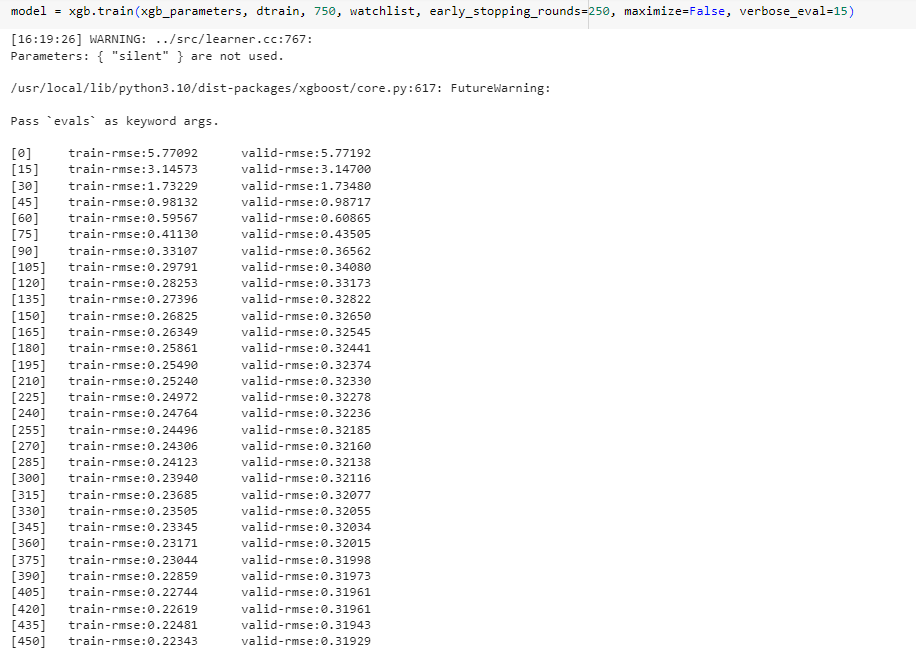 model = xgb.train(xgb_parameters, dtrain, 750, watchlist, early_stopping_rounds=250, maximize=False, verbose_eval=15)
[16:19:26] WARNING: ../src/learner.cc:767:
Parameters: { "silent" } are not used.
/usr/local/lib/python3.10/dist-packages/xgboost/core.py:617: FutureWarning:
Pass `evals` as keyword args.
[0] train-rmse:5.77092 valid-rmse:5.77192
[15] train-rmse:3.14573 valid-rmse:3.14700
[30] train-rmse:1.73229 valid-rmse:1.73480
[45] train-rmse:0.98132 valid-rmse:0.98717
[60] train-rmse:0.59567 valid-rmse:0.60865
[75] train-rmse:0.41130 valid-rmse:0.43505
[90] train-rmse:0.33107 valid-rmse:0.36562
[105] train-rmse:0.29791 valid-rmse:0.34080
[120] train-rmse:0.28253 valid-rmse:0.33173
[135] train-rmse:0.27396 valid-rmse:0.32822
[150] train-rmse:0.26825 valid-rmse:0.32650
[165] train-rmse:0.26349 valid-rmse:0.32545
[180] train-rmse:0.25861 valid-rmse:0.32441
[195] train-rmse:0.25490 valid-rmse:0.32374
[210] train-rmse:0.25240 valid-rmse:0.32330
[225] train-rmse:0.24972 valid-rmse:0.32278
[240] train-rmse:0.24764 valid-rmse:0.32236
[255] train-rmse:0.24496 valid-rmse:0.32185
[270] train-rmse:0.24306 valid-rmse:0.32160
[285] train-rmse:0.24123 valid-rmse:0.32138
[300] train-rmse:0.23940 valid-rmse:0.32116
[315] train-rmse:0.23685 valid-rmse:0.32077
[330] train-rmse:0.23505 valid-rmse:0.32055
[345] train-rmse:0.23345 valid-rmse:0.32034
[360] train-rmse:0.23171 valid-rmse:0.32015
[375] train-rmse:0.23044 valid-rmse:0.31998
[390] train-rmse:0.22859 valid-rmse:0.31973
[405] train-rmse:0.22744 valid-rmse:0.31961
[420] train-rmse:0.22619 valid-rmse:0.31961
[435] train-rmse:0.22481 valid-rmse:0.31943
[450] train-rmse:0.22343 valid-rmse:0.31929